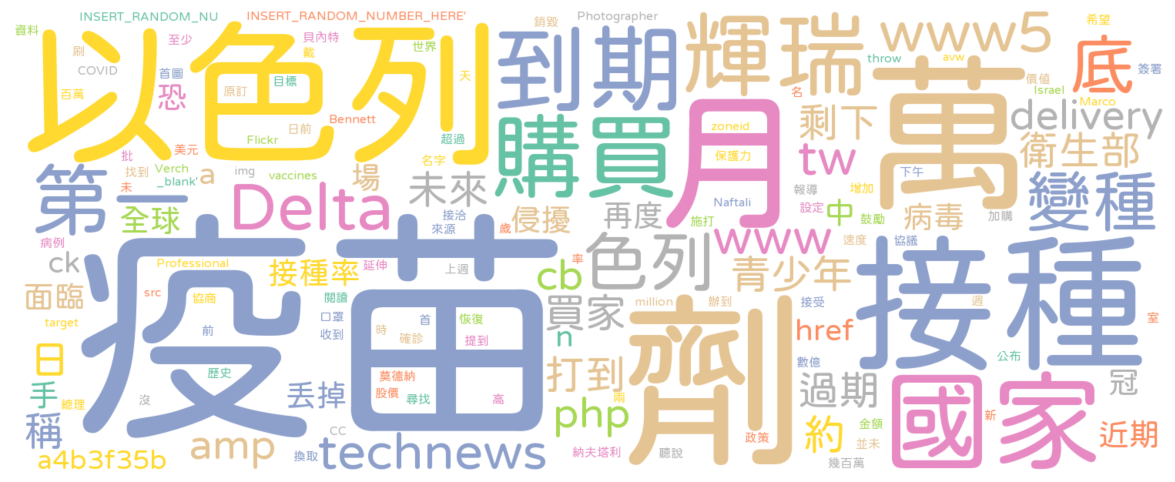 資料
INSERT_RANDOM_NU
INSERT_RANDOM_NUMBER_HERE'
銷毀
Photographer
希望
刷
至少
貝內特
戴
世界
以色列
到期
輝瑞
www5
底
簽署
COVID
首圖
目標
throw
avw
價值
百萬
恐
原訂
天
名
Israel
Marco
萬
日前
Bennett
Flickr
超過
購買
月
zoneid
剩下
delivery
批
美元
找到
名字
保護力
tw
衛生部
未
Verch
_blank'
a
img
vaccines
場
未來
報導
增加
下午
第一
Delta
接洽
來源
歲
侵擾
再度
Naftali
設定
中
鼓勵
病毒
加購
變種
全球
施打
病例
www
速度
協議
ck
疫苗
Professional
接種率
延伸
上週
率
cb
色列
青少年
接種
面臨
src
協商
閱讀
買家
million
辦到
接受
週
target
前
口罩
收到
時
確診
首
恢復
提到
n
劑
href
室
日
歷史
莫德納
股價
尋找
打到
數億
公布
手
總理
沒
丟掉
高
兩
過期
國家
冠
稱
php
約
金額
新
近期
CC
政策
並未
a4b3f35b
amp
換取
technews
納夫塔利
聽說
幾百萬